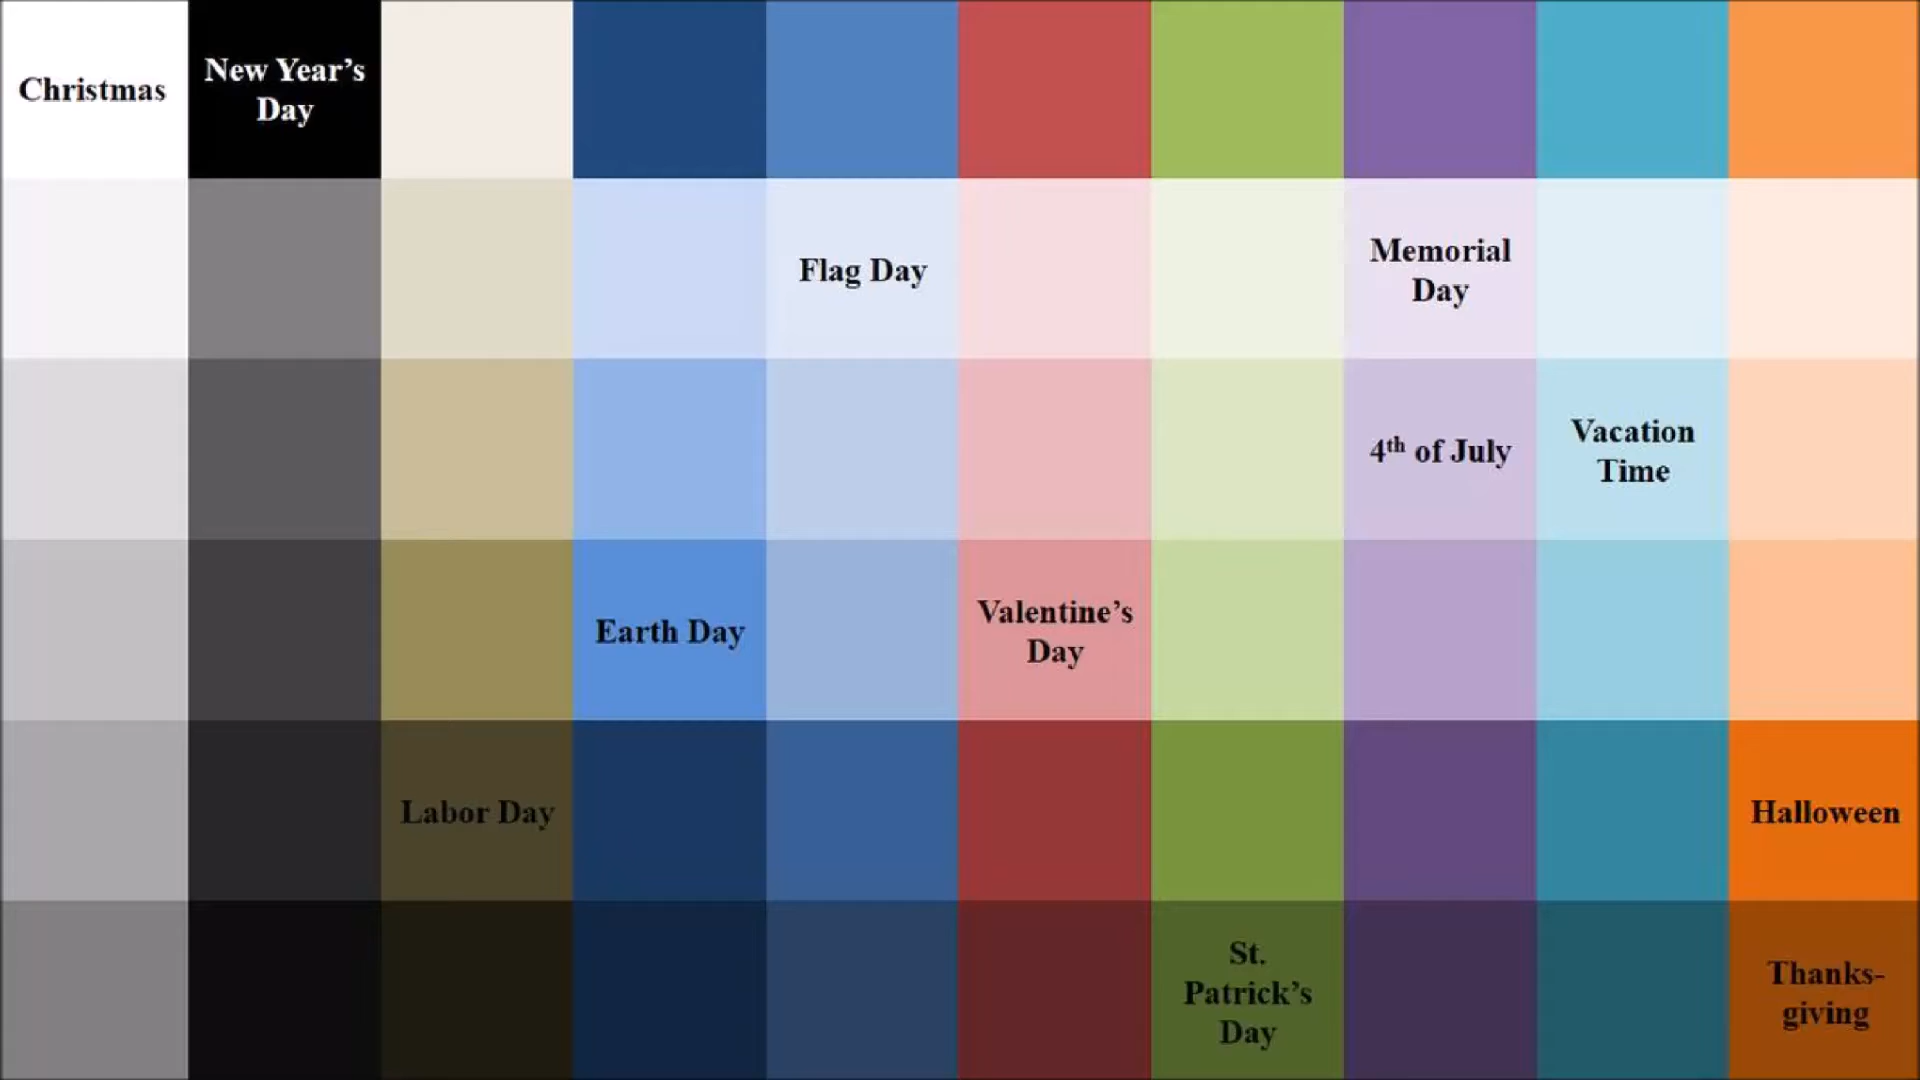 Christmas
New Year’s
Day
Flag Day
Memorial
Day
4th of July
Vacation
Time
Earth Day
Valentine’s
Day
Labor Day
Halloween
St.
Patrick’s
Day
Thanks-
giving